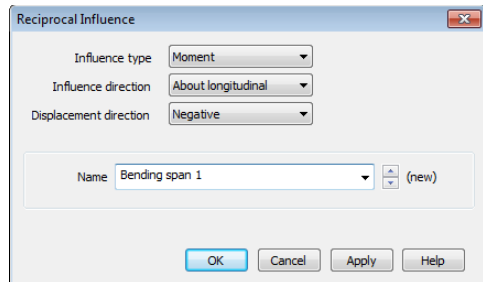 Reciprocal Influence
Influence type Moment
Influence direction About longitudinal
Displacement direction Negative
Name Bending span 1 (new)
OK Cancel Apply Help